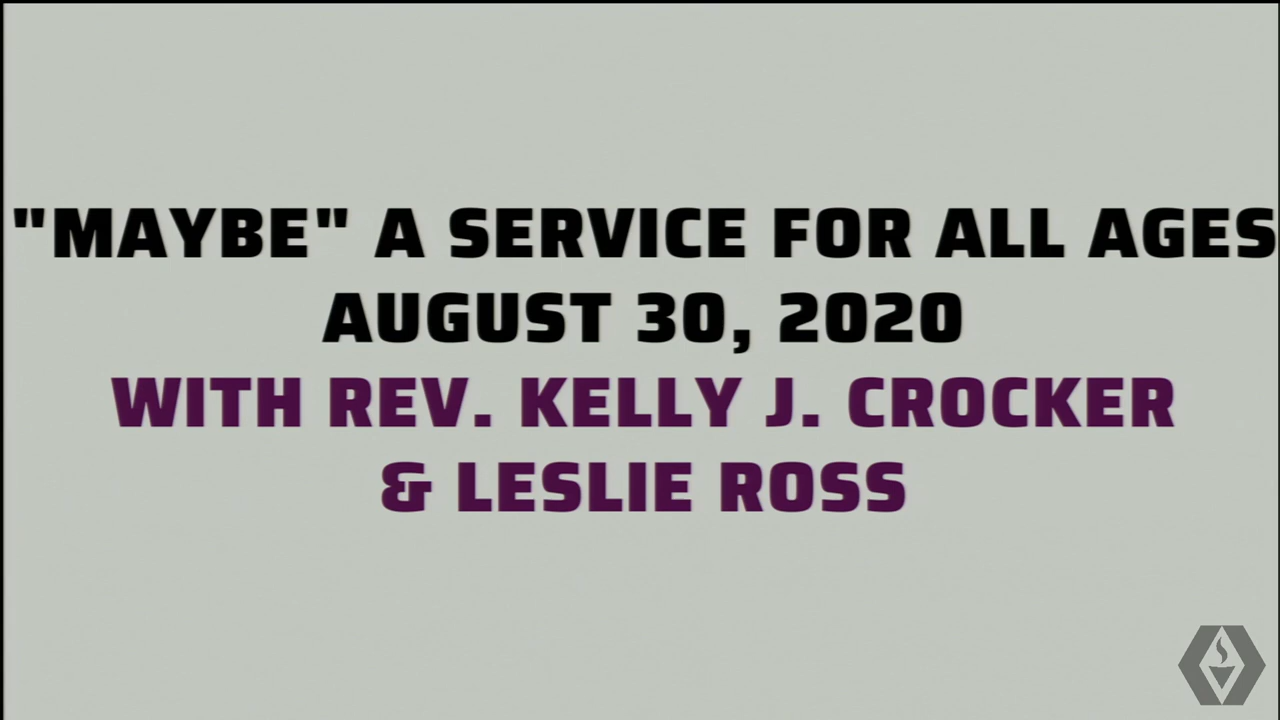 "MAYBE" A SERVICE FOR ALL AGES
AUGUST 30, 2020
WITH REV. KELLY J. CROCKER
& LESLIE ROSS